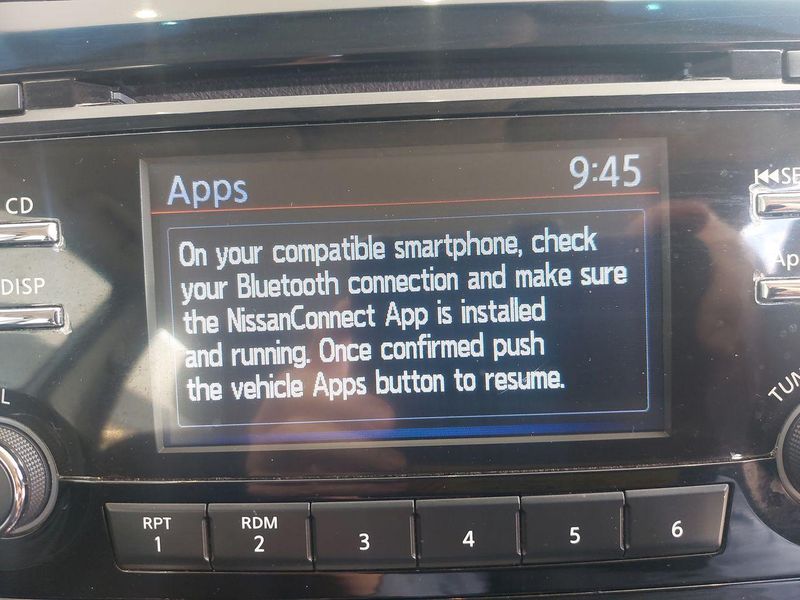 CD
Apps
9:45
DISP
On your compatible smartphone, check
your Bluetooth connection and make sure
the NissanConnect App is installed
and running. Once confirmed push
the vehicle Apps button to resume.
RPT
1
RDM
2
3
4
5
6